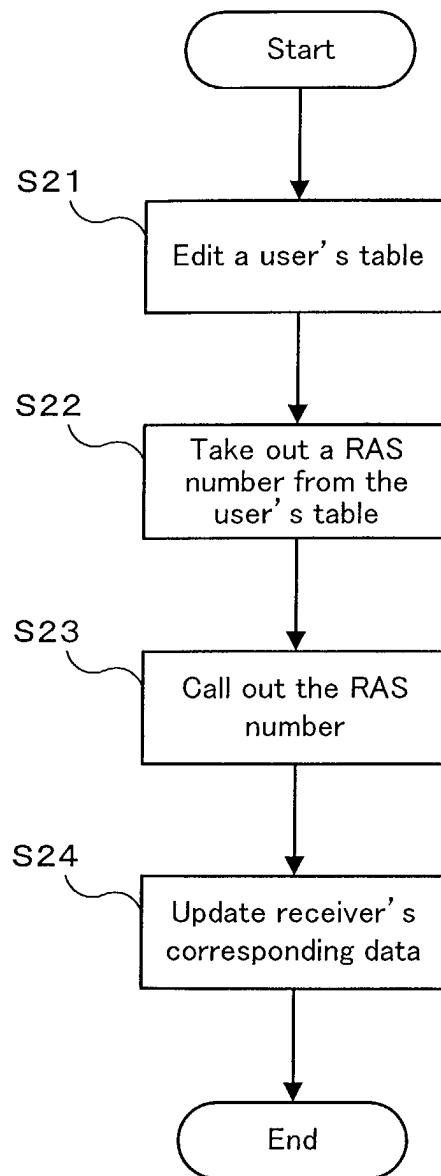 Start
S21
Edit a user's table
S22
Take out a RAS
number from the
user's table
S23
Call out the RAS
number
S24
Update receiver's
corresponding data
End